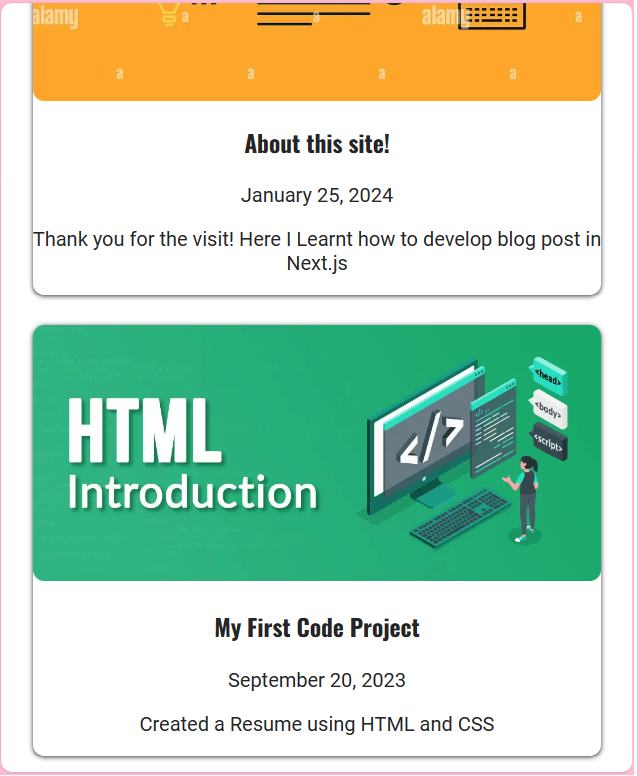 alamy
a
a
alamy
a
a
a
a
a
About this site!
January 25, 2024
Thank you for the visit! Here I Learnt how to develop blog post in
Next.js
HTML
Introduction
</>
<head>
<body>
<script>
My First Code Project
September 20, 2023
Created a Resume using HTML and CSS